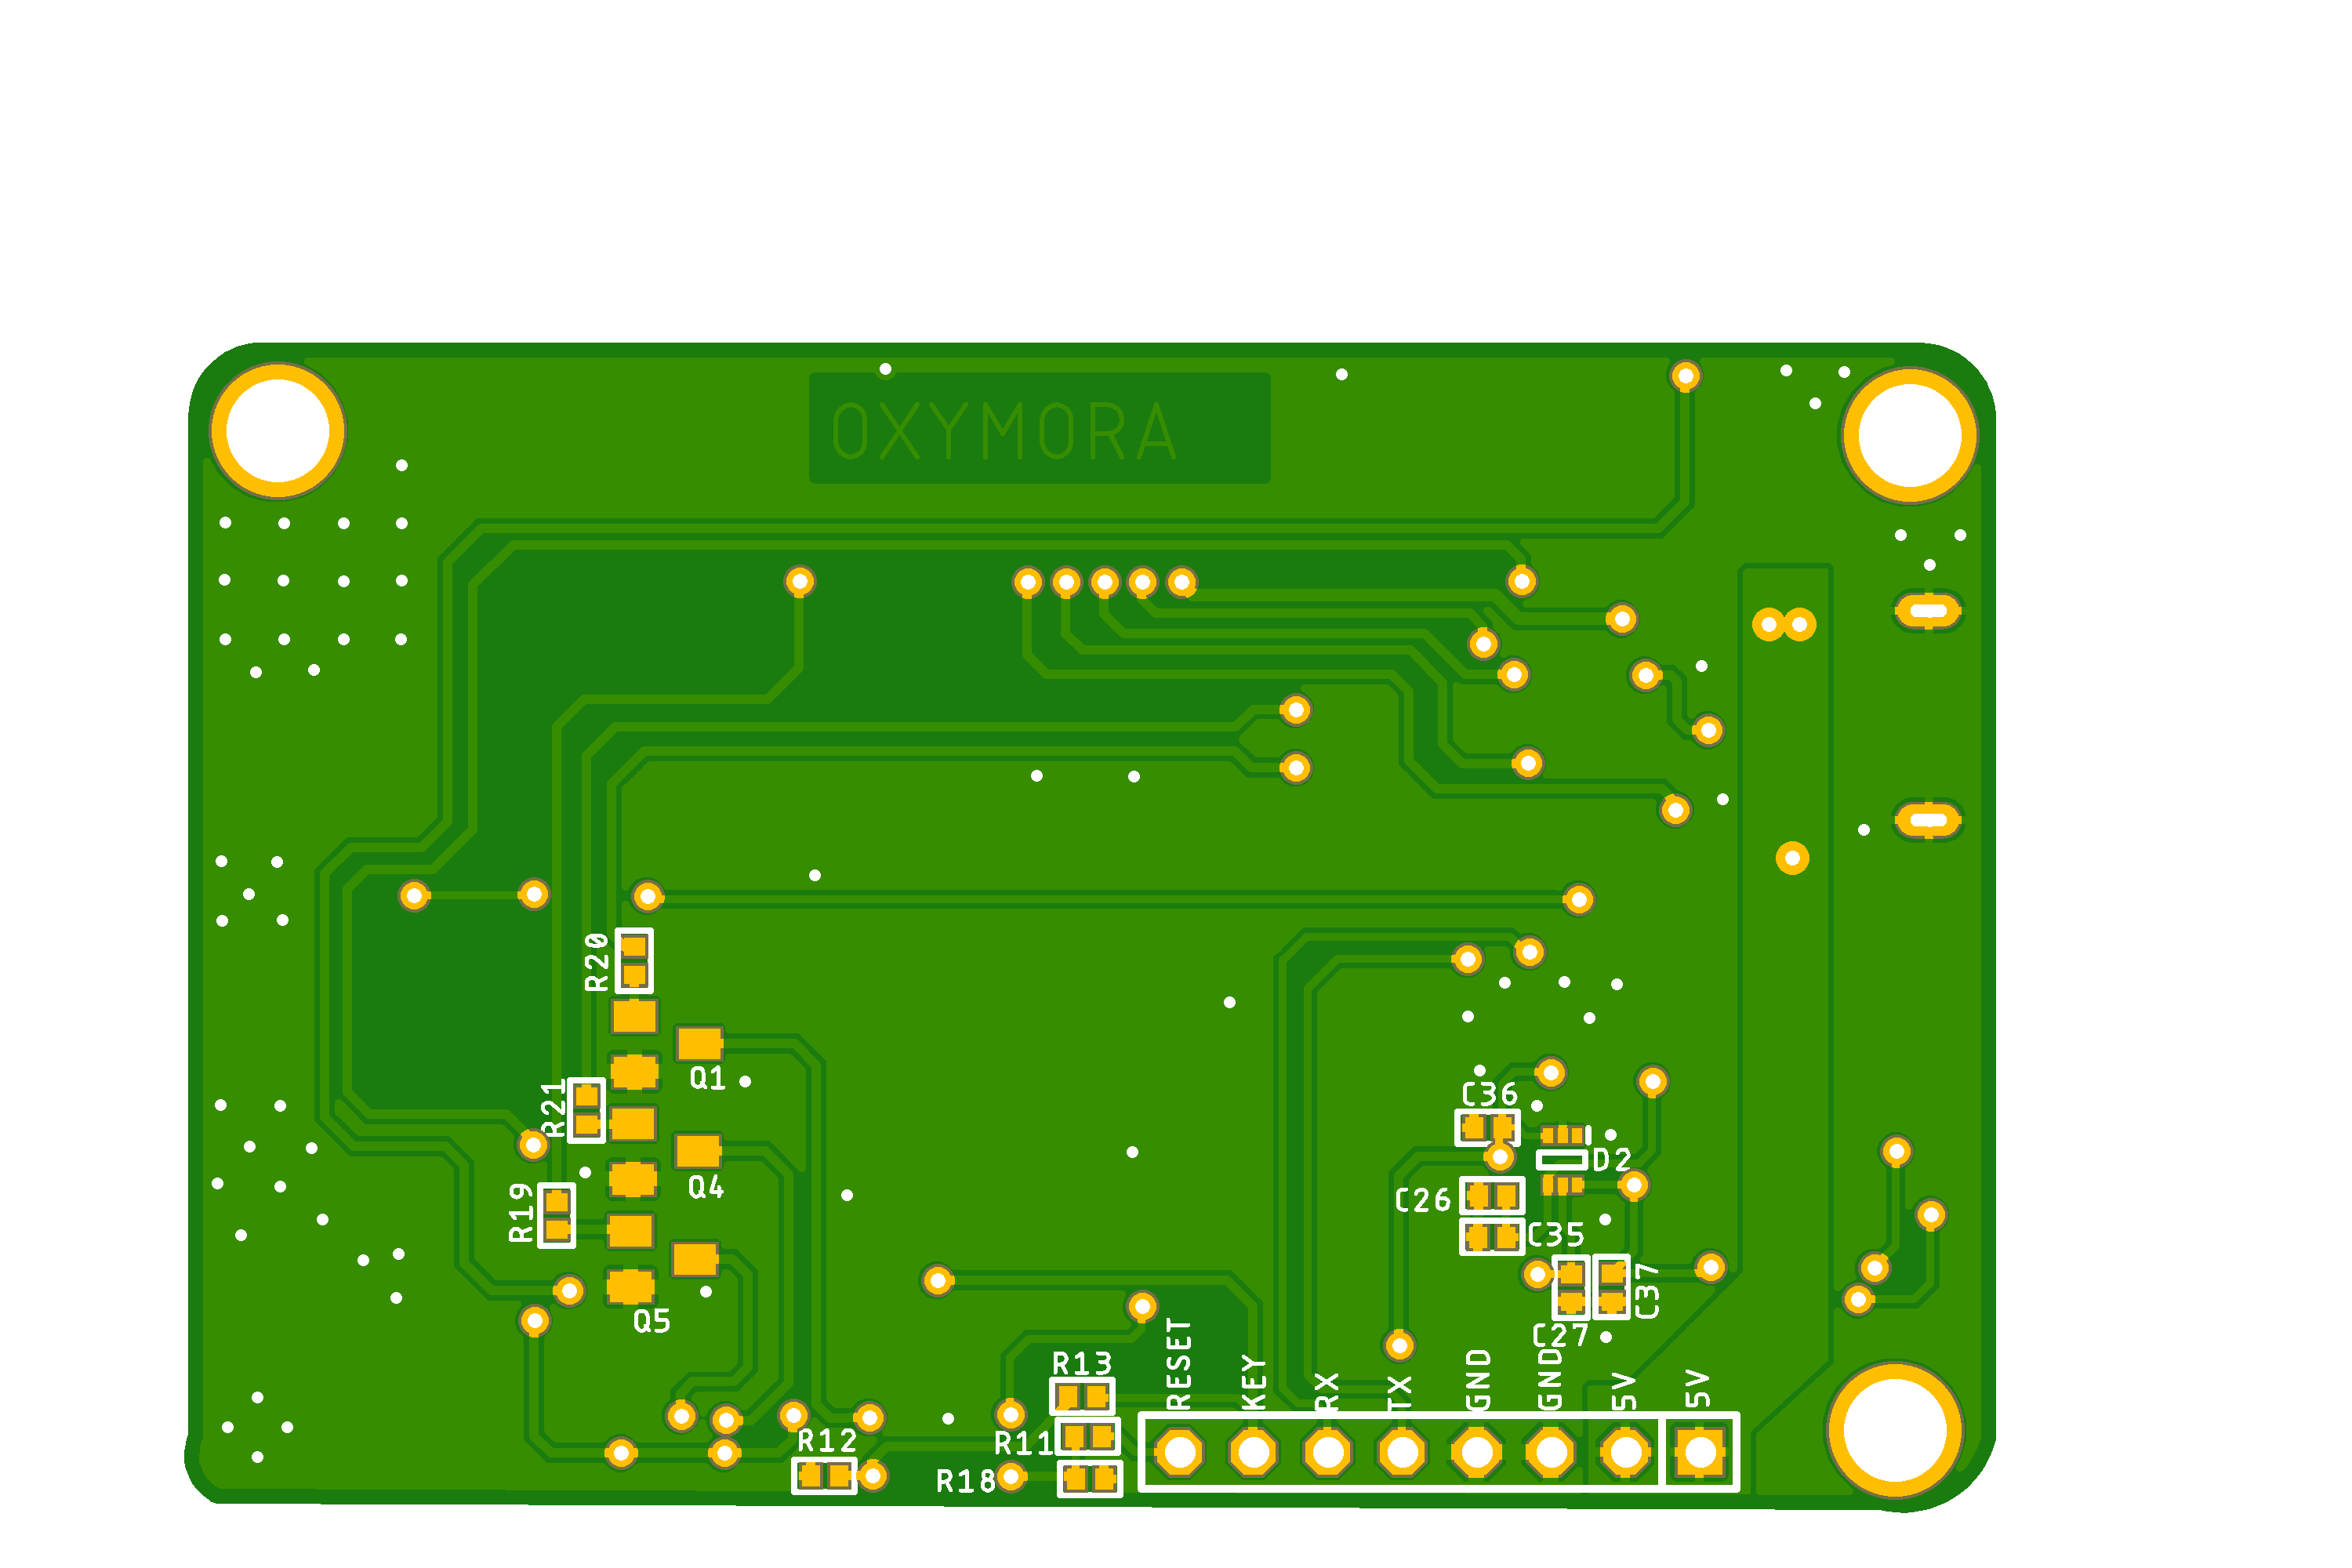 OXYMORA
R20
Q1
R21
C36
D2
Q4
R19
C26
C35
C37
Q5
C27
R13
RESET
KEY
RX
TX
GND
GND
5V
5V
R12
R11
R18